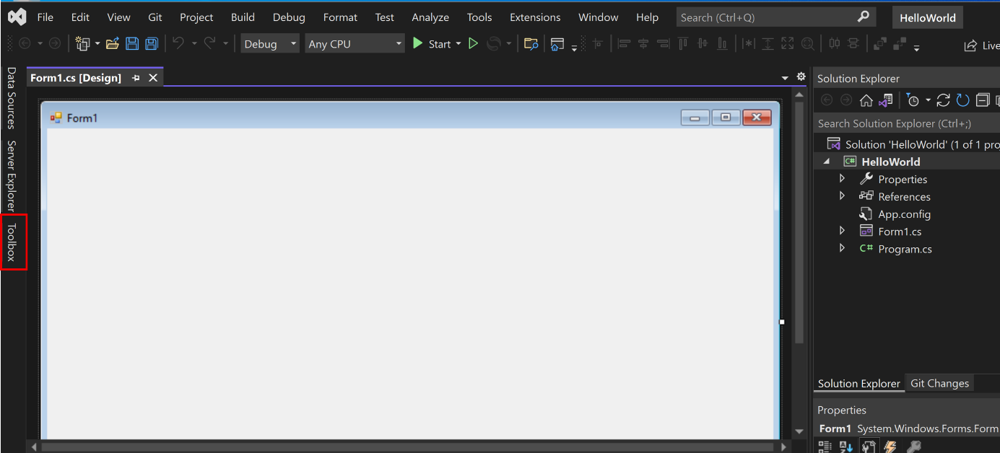 File Edit View Git Project Build Debug Format Test Analyze Tools Extensions Window Help Search (Ctrl+Q) HelloWorld
Debug Any CPU Start Live
Data Sources
Server Explorer
Toolbox
Form1.cs [Design]
Form1
Solution Explorer
Search Solution Explorer (Ctrl+;)
Solution 'HelloWorld' (1 of 1 pro
C# HelloWorld
Properties
References
App.config
Form1.cs
C# Program.cs
Solution Explorer Git Changes
Properties
Form1 System.Windows.Forms.Form